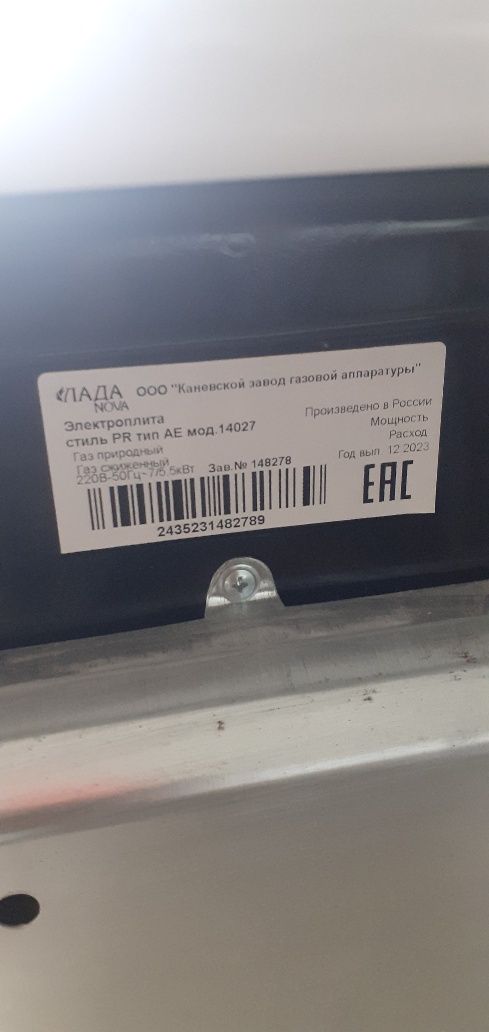 ЛАДА
NOVA
ООО "Каневской завод газовой аппаратуры"
Электроплита
стиль PR тип АЕ мод.14027
Газ природный
Газ сжиженный
220В-50Гц~7/5,5кВт Зав.№ 148278
Произведено в России
Мощность
Расход
Год вып. 12.2023
EAC
2435231482789